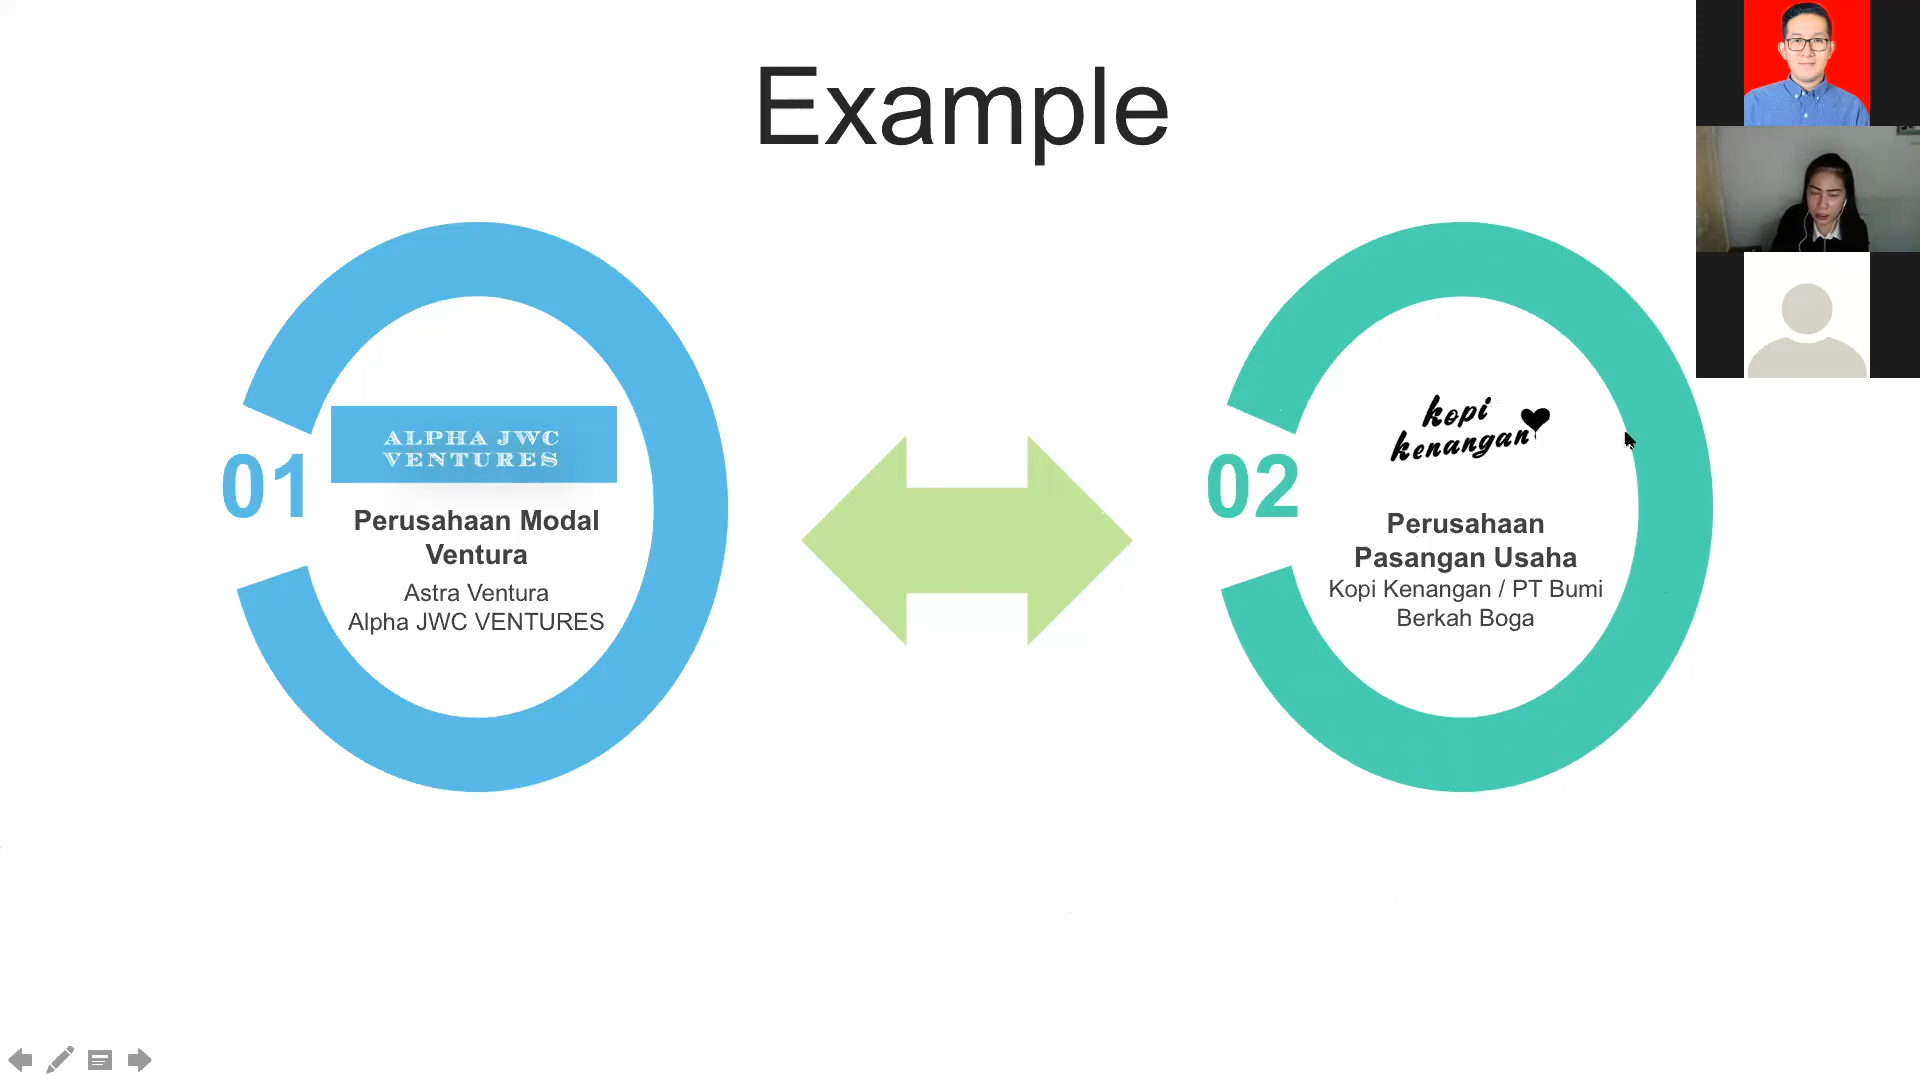 Example
01
ALPHA JWC
VENTURES
Perusahaan Modal
Ventura
Astra Ventura
Alpha JWC VENTURES
02
kopi
kenangan
Perusahaan
Pasangan Usaha
Kopi Kenangan / PT Bumi
Berkah Boga